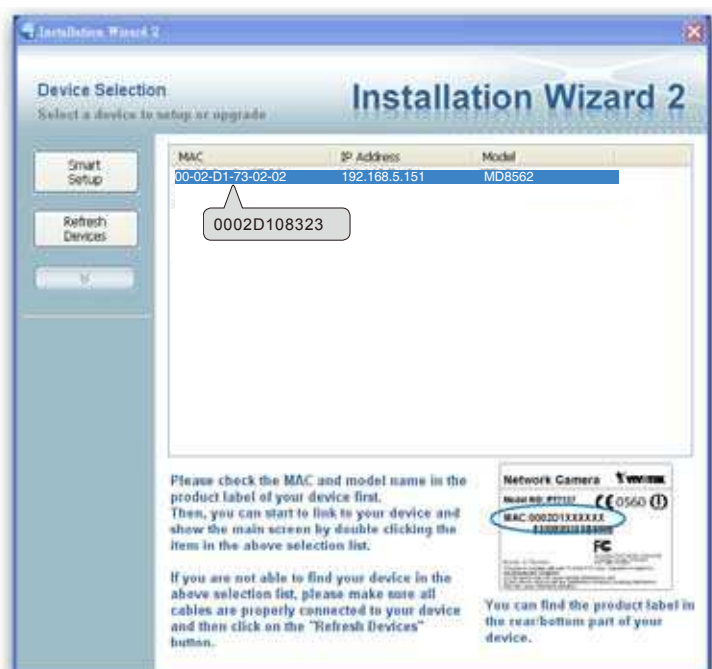 Installation Wizard 2
Device Selection
Select a device to setup or upgrade
Installation Wizard 2
Smart
Setup
Refresh
Devices
MAC IP Address Model
00-02-D1-73-02-02 192.168.5.151 MD8562
0002D108323
Please check the MAC and model name in the
product label of your device first.
Then, you can start to link to your device and
show the main screen by double clicking the
item in the above selection list.
If you are not able to find your device in the
above selection list, please make sure all
cables are properly connected to your device
and then click on the "Refresh Devices"
button.
Network Camera VIVOTEK
Model NO: 
CE0560
MAC:0002D1XXXXXX
FC
You can find the product label in
the rear/bottom part of your
device.